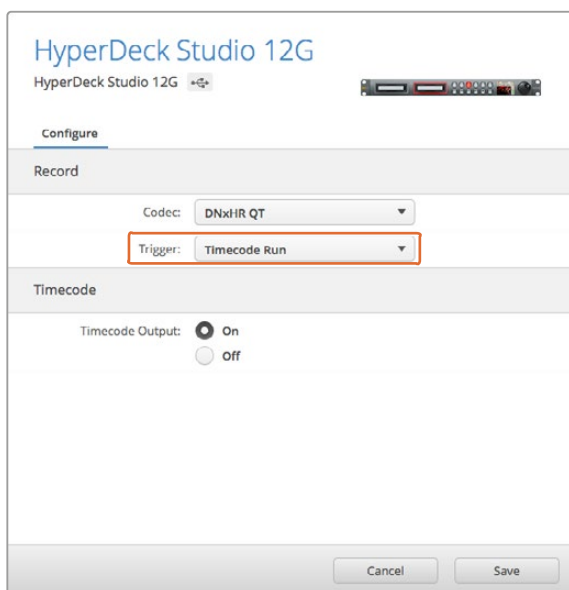 HyperDeck Studio 12G
HyperDeck Studio 12G
Configure
Record
Codec: DNxHR QT
Trigger: Timecode Run
Timecode
Timecode Output: On
Off
Cancel Save